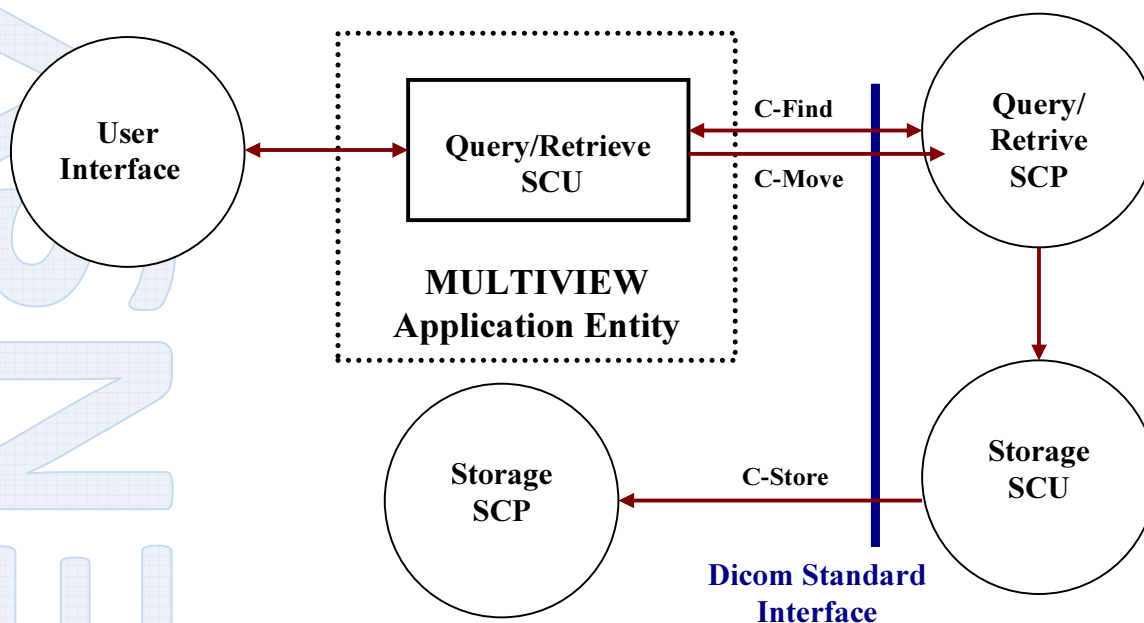 User
Interface
Query/Retrieve
SCU
MULTIVIEW
Application Entity
C-Find
C-Move
Query/
Retrive
SCP
Storage
SCP
C-Store
Storage
SCU
Dicom Standard
Interface